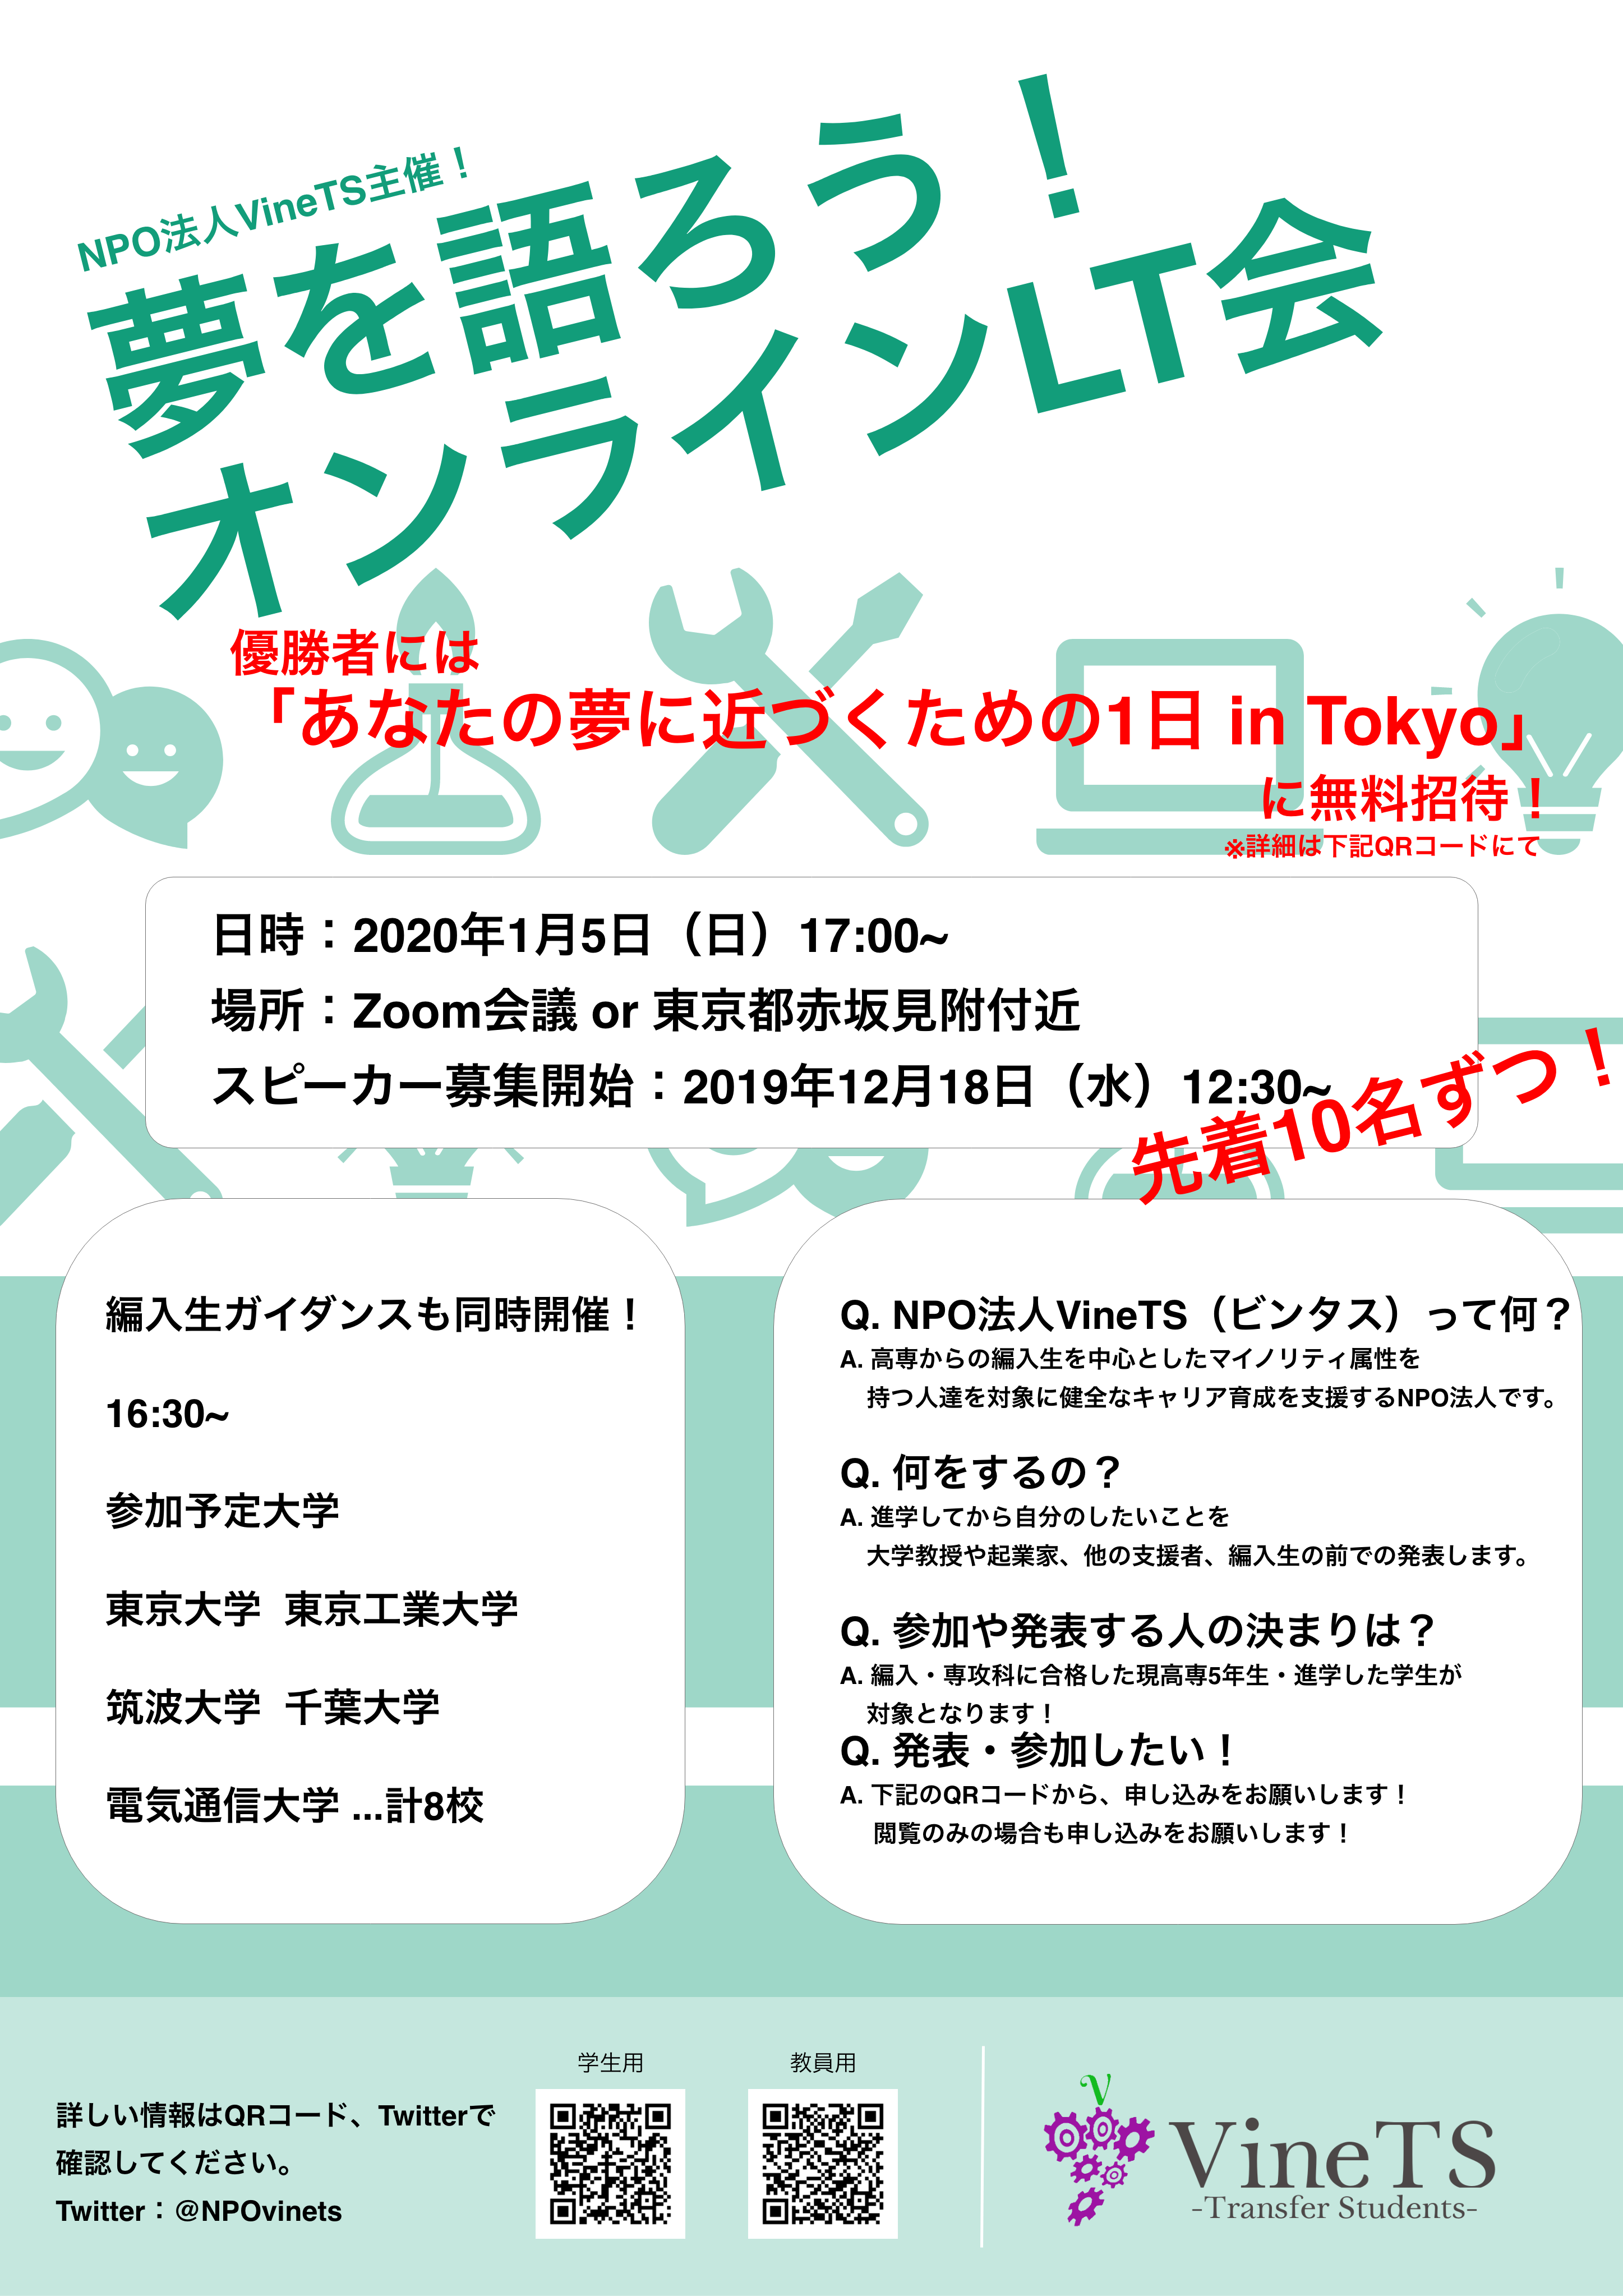 NPO法人VineTS主催！
夢を語ろう！
オンラインLT会
優勝者には
「あなたの夢に近づくための1日 in Tokyo」
に無料招待！
※詳細は下記QRコードにて
日時：2020年1月5日（日）17:00~
場所：Zoom会議 or 東京都赤坂見附付近
スピーカー募集開始：2019年12月18日（水）12:30~
先着10名ずつ！
編入生ガイダンスも同時開催！
16:30~
参加予定大学
東京大学 東京工業大学
筑波大学 千葉大学
電気通信大学 ...計8校
Q. NPO法人VineTS（ビンタス）って何？
A. 高専からの編入生を中心としたマイノリティ属性を
持つ人達を対象に健全なキャリア育成を支援するNPO法人です。
Q. 何をするの？
A. 進学してから自分のしたいことを
大学教授や起業家、他の支援者、編入生の前での発表します。
Q. 参加や発表する人の決まりは？
A. 編入・専攻科に合格した現高専5年生・進学した学生が
対象となります！
Q. 発表・参加したい！
A. 下記のQRコードから、申し込みをお願いします！
閲覧のみの場合も申し込みをお願いします！
詳しい情報はQRコード、Twitterで
確認してください。
Twitter：@NPOvinets
学生用
教員用
V
VineTS
-Transfer Students-